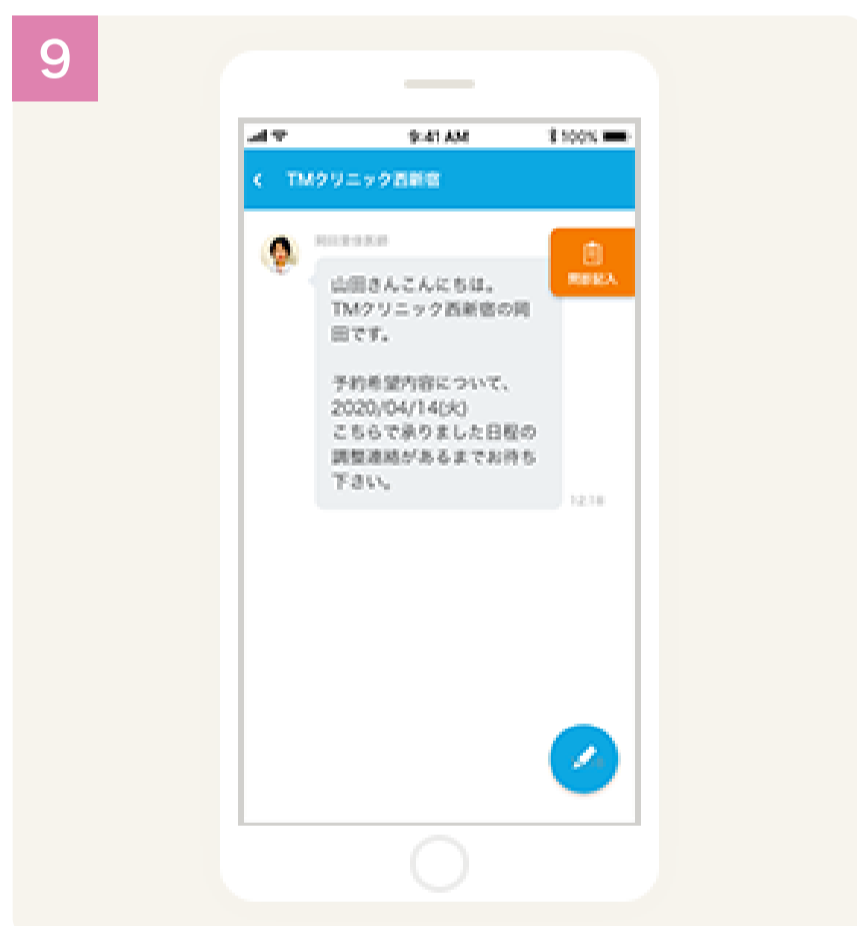 9
9:41 AM
100%
TMクリニック西新宿
問診記入
山田さんこんにちは。
TMクリニック西新宿の岡
田です。
予約希望内容について、
2020/04/14(火)
こちらで承りました日程の
調整連絡があるまでお待ち
下さい。
12:18